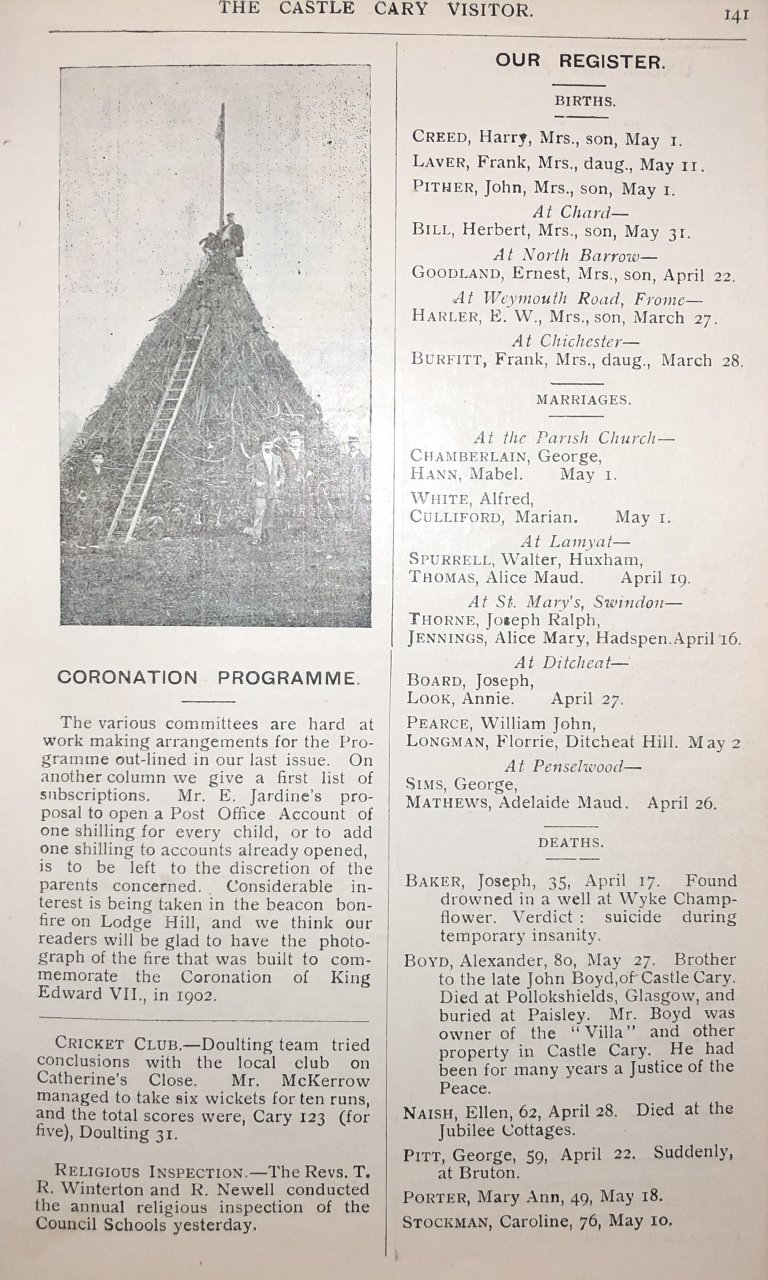 THE CASTLE CARY VISITOR.
141
CORONATION PROGRAMME.
The various committees are hard at
work making arrangements for the Pro-
gramme out-lined in our last issue. On
another column we give a first list of
subscriptions. Mr. E. Jardine's pro-
posal to open a Post Office Account of
one shilling for every child, or to add
one shilling to accounts already opened,
is to be left to the discretion of the
parents concerned. Considerable in-
terest is being taken in the beacon bon-
fire on Lodge Hill, and we think our
readers will be glad to have the photo-
graph of the fire that was built to com-
memorate the Coronation of King
Edward VII., in 1902.
CRICKET CLUB.—Doulting team tried
conclusions with the local club on
Catherine's Close. Mr. McKerrow
managed to take six wickets for ten runs,
and the total scores were, Cary 123 (for
five), Doulting 31.
RELIGIOUS INSPECTION.—The Revs. T.
R. Winterton and R. Newell conducted
the annual religious inspection of the
Council Schools yesterday.
OUR REGISTER.
BIRTHS.
CREED, Harry, Mrs., son, May 1.
LAVER, Frank, Mrs., daug., May 11.
PITHER, John, Mrs., son, May 1.
At Chard—
BILL, Herbert, Mrs., son, May 31.
At North Barrow—
GOODLAND, Ernest, Mrs., son, April 22.
At Weymouth Road, Frome—
HARLER, E. W., Mrs., son, March 27.
At Chichester—
BURFITT, Frank, Mrs., daug., March 28.
MARRIAGES.
At the Parish Church—
CHAMBERLAIN, George,
HANN, Mabel. May 1.
WHITE, Alfred,
CULLIFORD, Marian. May 1.
At Lamyat—
SPURRELL, Walter, Huxham,
THOMAS, Alice Maud. April 19.
At St. Mary's, Swindon—
THORNE, Joseph Ralph,
JENNINGS, Alice Mary, Hadspen. April 16.
At Ditcheat—
BOARD, Joseph,
LOOK, Annie. April 27.
PEARCE, William John,
LONGMAN, Florrie, Ditcheat Hill. May 2
At Penselwood—
SIMS, George,
MATHEWS, Adelaide Maud. April 26.
DEATHS.
BAKER, Joseph, 35, April 17. Found
drowned in a well at Wyke Champ-
flower. Verdict : suicide during
temporary insanity.
BOYD, Alexander, 80, May 27. Brother
to the late John Boyd, of Castle Cary.
Died at Pollokshields, Glasgow, and
buried at Paisley. Mr. Boyd was
owner of the "Villa" and other
property in Castle Cary. He had
been for many years a Justice of the
Peace.
NAISH, Ellen, 62, April 28. Died at the
Jubilee Cottages.
PITT, George, 59, April 22. Suddenly,
at Bruton.
PORTER, Mary Ann, 49, May 18.
STOCKMAN, Caroline, 76, May 10.